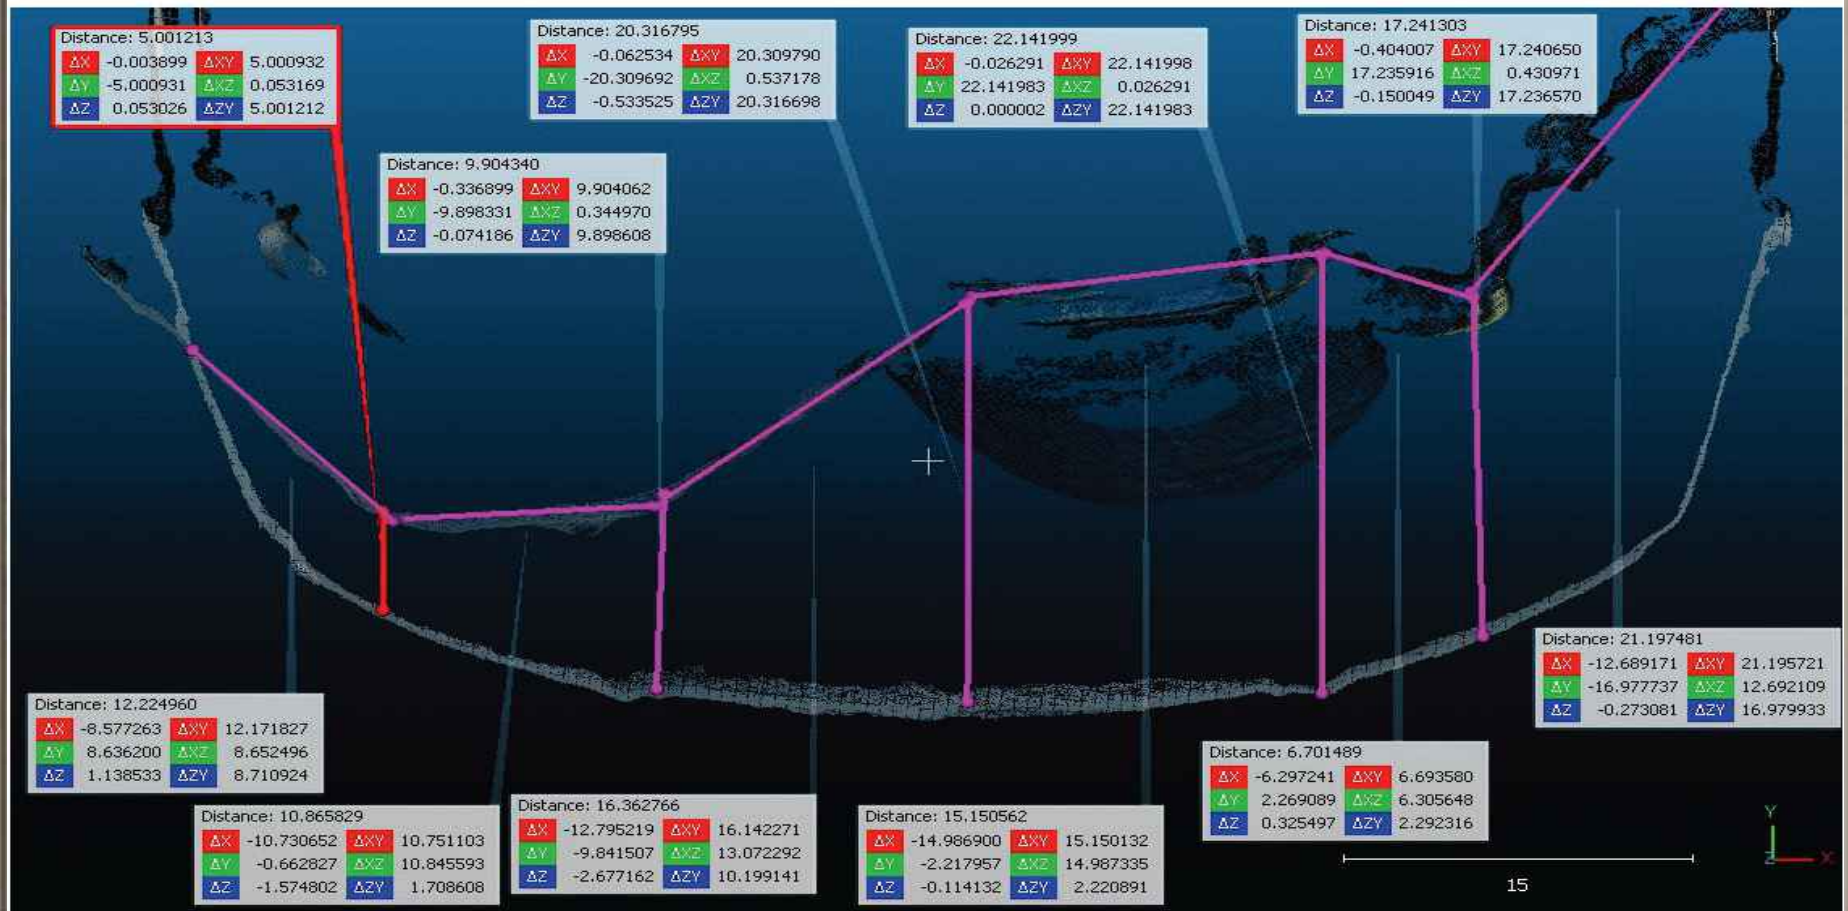 Distance: 5.001213
ΔX -0.003899 ΔXY 5.000932
ΔY -5.000931 ΔXZ 0.053169
ΔZ 0.053026 ΔZY 5.001212
Distance: 20.316795
ΔX -0.062534 ΔXY 20.309790
ΔY -20.309692 ΔXZ 0.537178
ΔZ -0.533525 ΔZY 20.316698
Distance: 22.141999
ΔX -0.026291 ΔXY 22.141998
ΔY 22.141983 ΔXZ 0.026291
ΔZ 0.000002 ΔZY 22.141983
Distance: 17.241303
ΔX -0.404007 ΔXY 17.240650
ΔY 17.235916 ΔXZ 0.430971
ΔZ -0.150049 ΔZY 17.236570
Distance: 9.904340
ΔX -0.336899 ΔXY 9.904062
ΔY -9.898331 ΔXZ 0.344970
ΔZ -0.074186 ΔZY 9.898608
Distance: 21.197481
ΔX -12.689171 ΔXY 21.195721
ΔY -16.977737 ΔXZ 12.692109
ΔZ -0.273081 ΔZY 16.979933
Distance: 12.224960
ΔX -8.577263 ΔXY 12.171827
ΔY 8.636200 ΔXZ 8.652496
ΔZ 1.138533 ΔZY 8.710924
Distance: 10.865829
ΔX -10.730652 ΔXY 10.751103
ΔY -0.662827 ΔXZ 10.845593
ΔZ -1.574802 ΔZY 1.708608
Distance: 16.362766
ΔX -12.795219 ΔXY 16.142271
ΔY -9.841507 ΔXZ 13.072292
ΔZ -2.677162 ΔZY 10.199141
Distance: 15.150562
ΔX -14.986900 ΔXY 15.150132
ΔY -2.217957 ΔXZ 14.987335
ΔZ -0.114132 ΔZY 2.220891
Distance: 6.701489
ΔX -6.297241 ΔXY 6.693580
ΔY 2.269089 ΔXZ 6.305648
ΔZ 0.325497 ΔZY 2.292316
15
Y
Z X